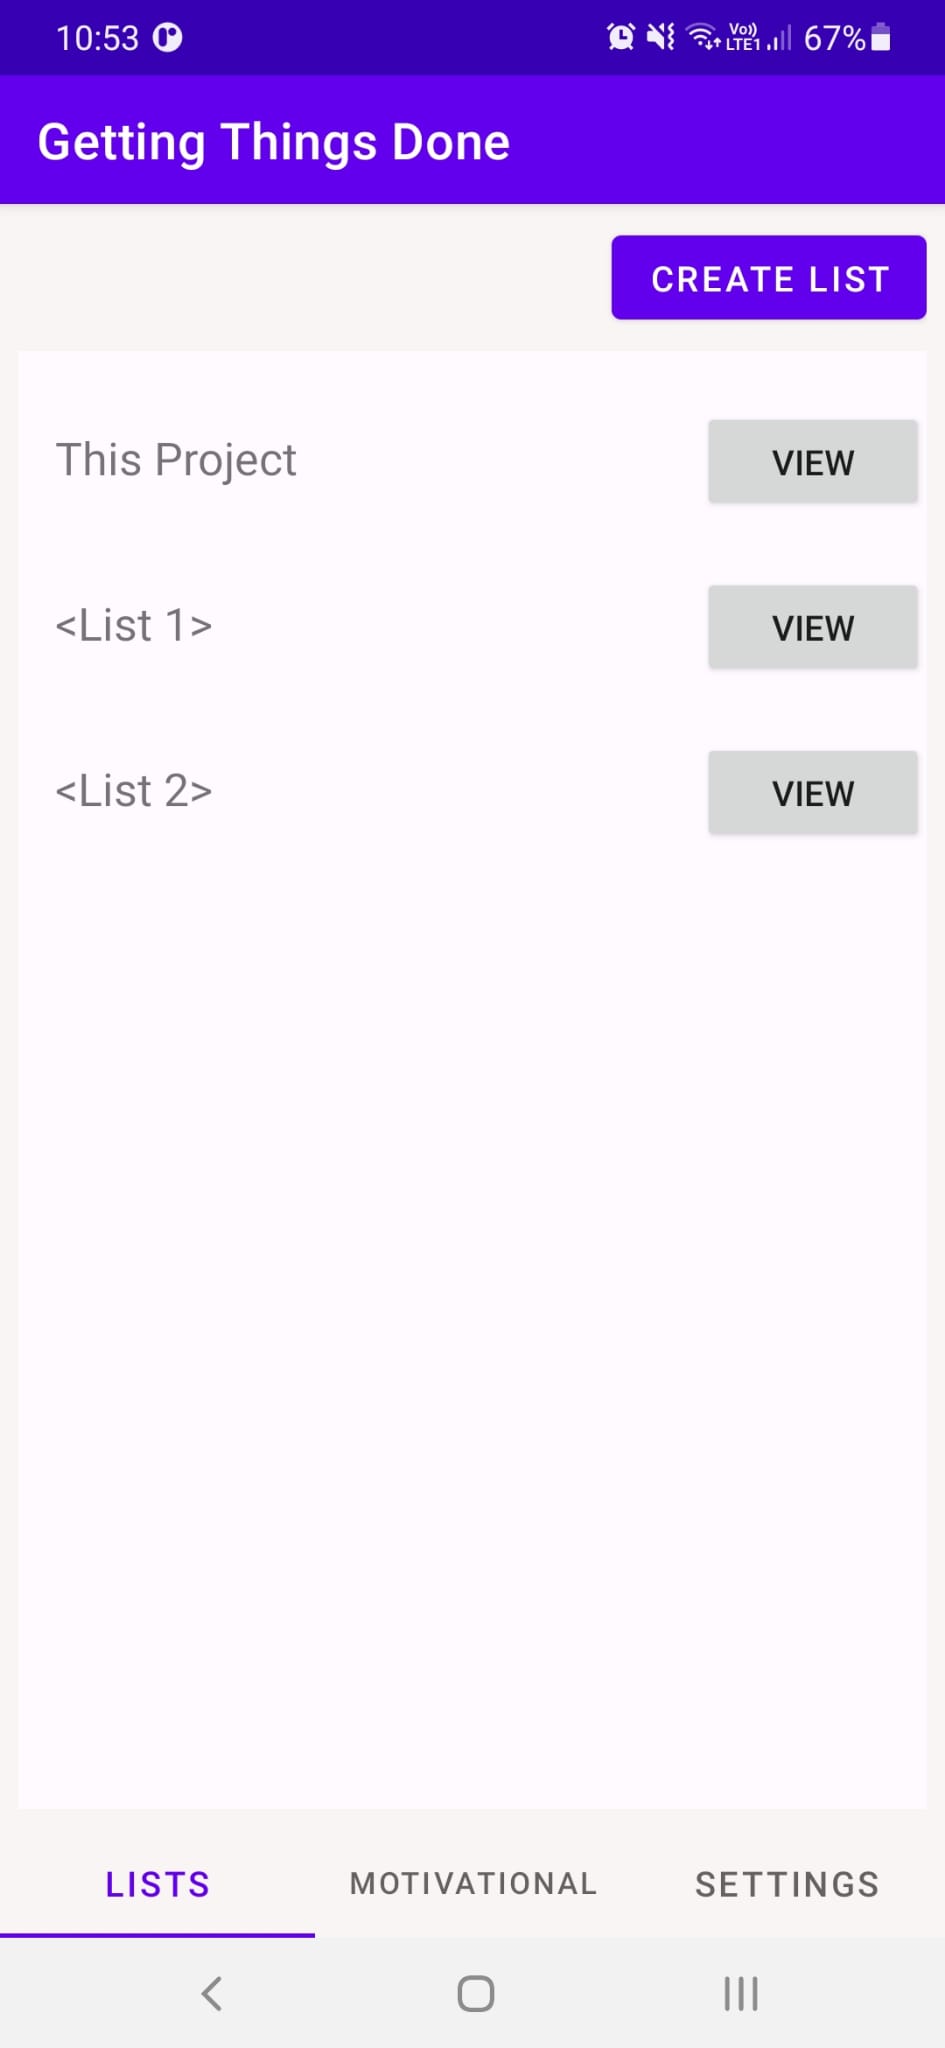 10:53 Vo)) LTE1 67%
Getting Things Done
CREATE LIST
This Project VIEW
<List 1> VIEW
<List 2> VIEW
LISTS MOTIVATIONAL SETTINGS